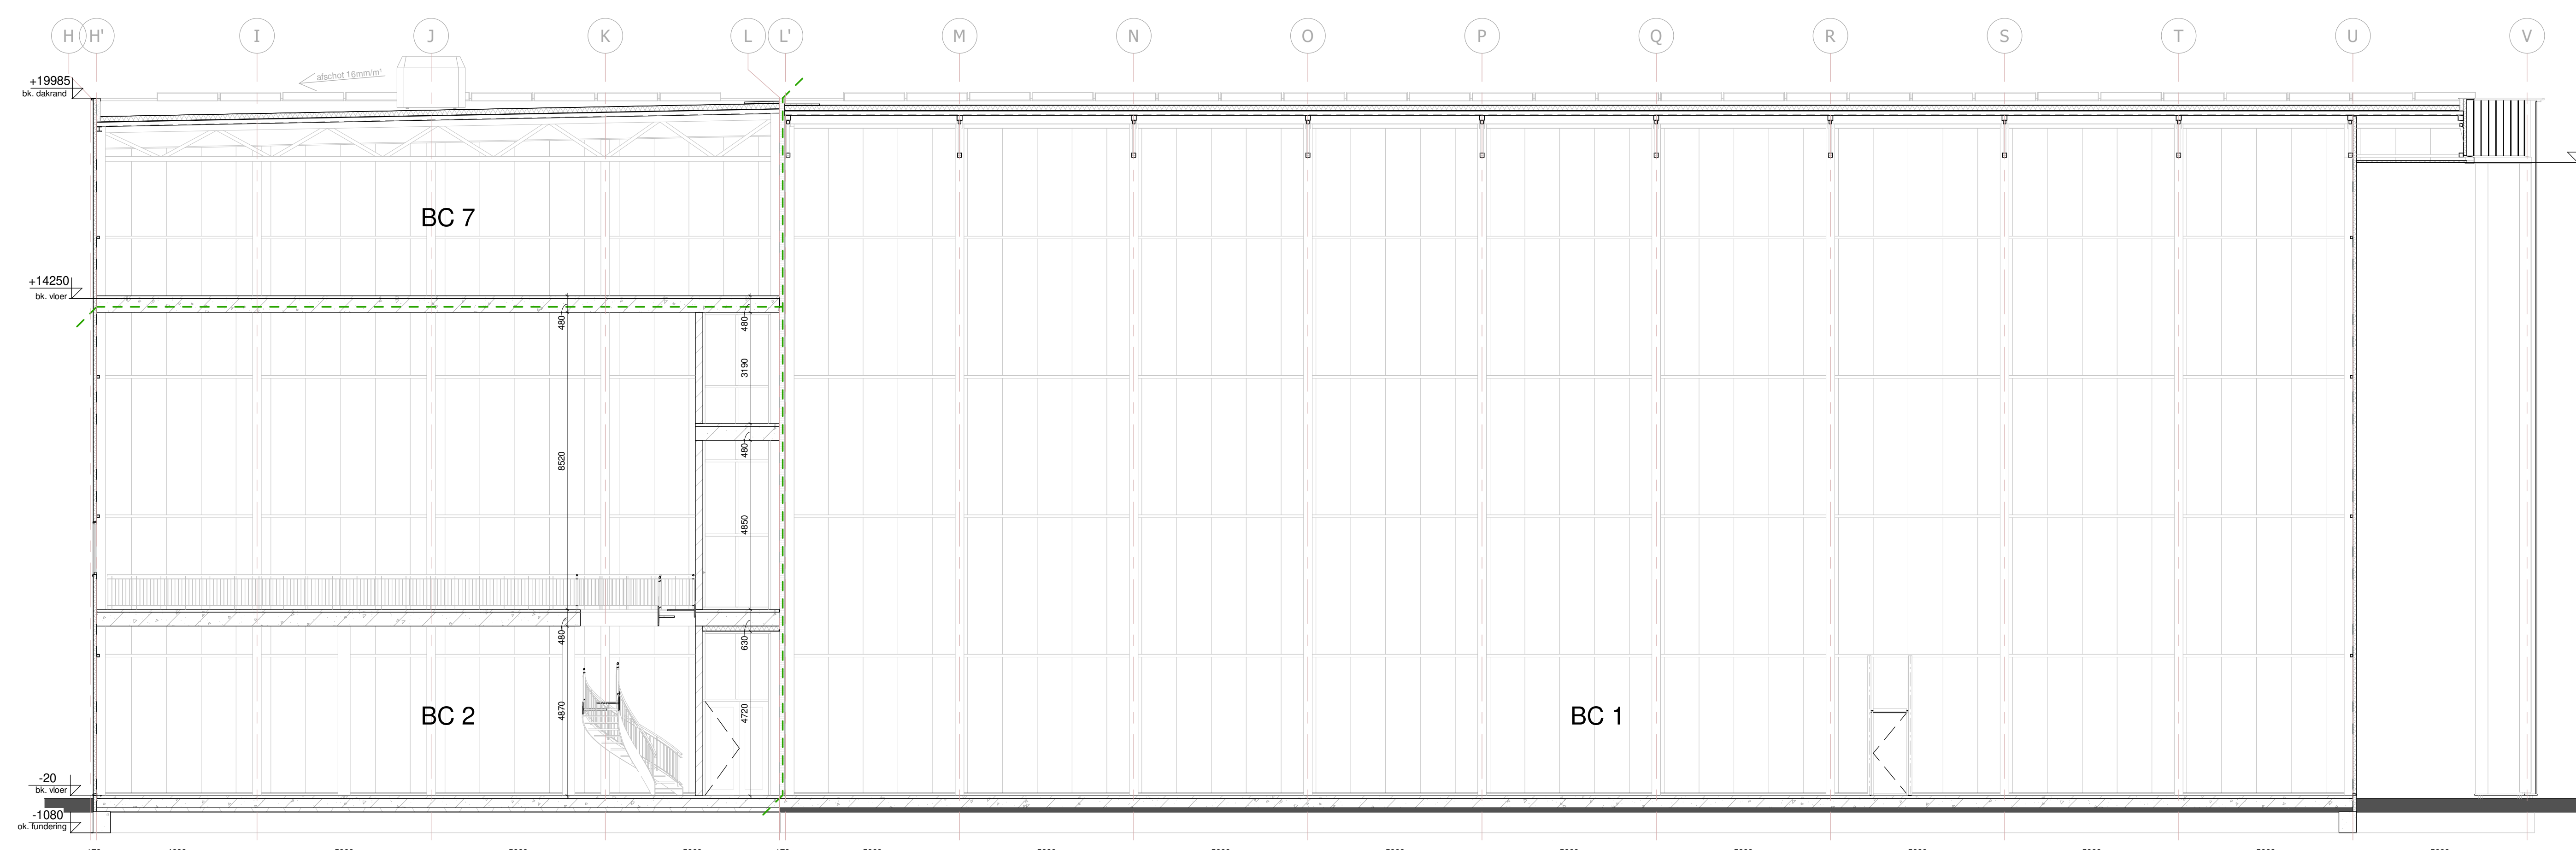 H H' I J K L L' M N O P Q R S T U V
afschot 16mm/m¹
+19985
bk. dakrand
BC 7
+14250
bk. vloer
480
480
3190
8520
480
4850
480
630
4870
4720
BC 2
BC 1
-20
bk. vloer
-1080
ok. fundering